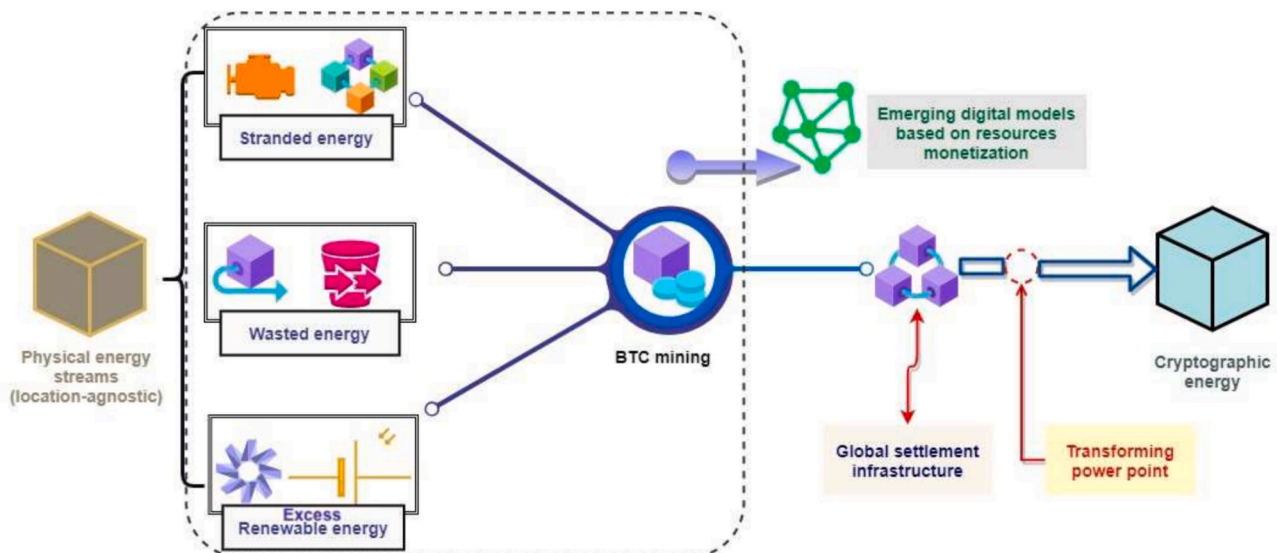 Stranded energy
Wasted energy
Excess
Renewable energy
Physical energy
streams
(location-agnostic)
BTC mining
Emerging digital models
based on resources
monetization
Global settlement
infrastructure
Transforming
power point
Cryptographic
energy